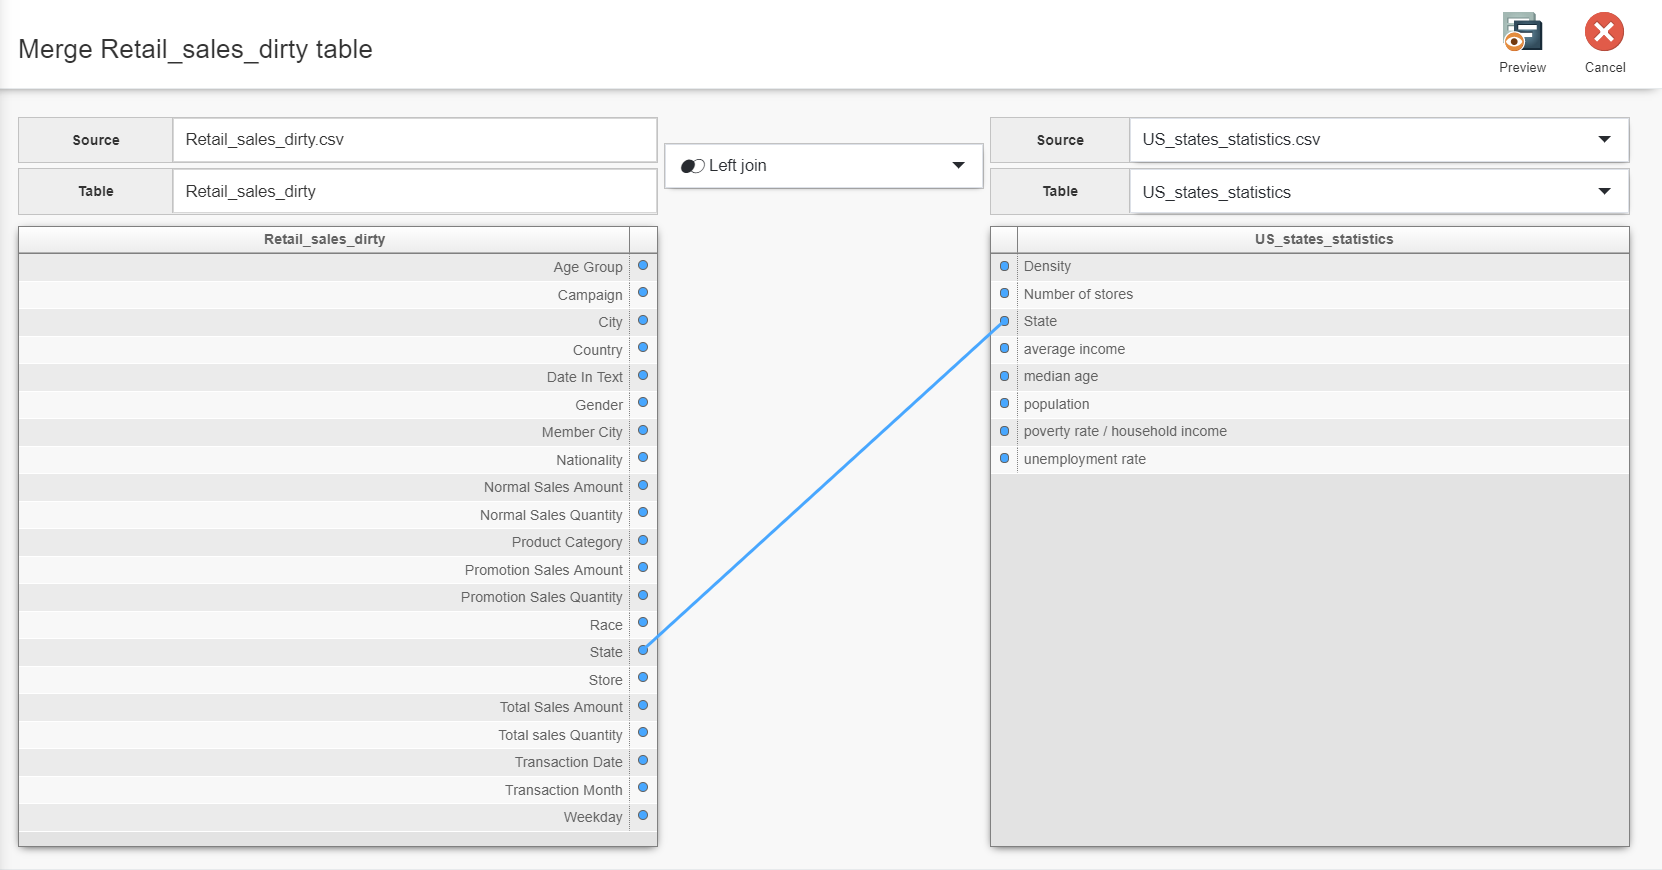 Merge Retail_sales_dirty table
Preview
Cancel
Source
Retail_sales_dirty.csv
Table
Retail_sales_dirty
Left join
Source
US_states_statistics.csv
Table
US_states_statistics
Retail_sales_dirty
Age Group
Campaign
City
Country
Date In Text
Gender
Member City
Nationality
Normal Sales Amount
Normal Sales Quantity
Product Category
Promotion Sales Amount
Promotion Sales Quantity
Race
State
Store
Total Sales Amount
Total sales Quantity
Transaction Date
Transaction Month
Weekday
US_states_statistics
Density
Number of stores
State
average income
median age
population
poverty rate / household income
unemployment rate